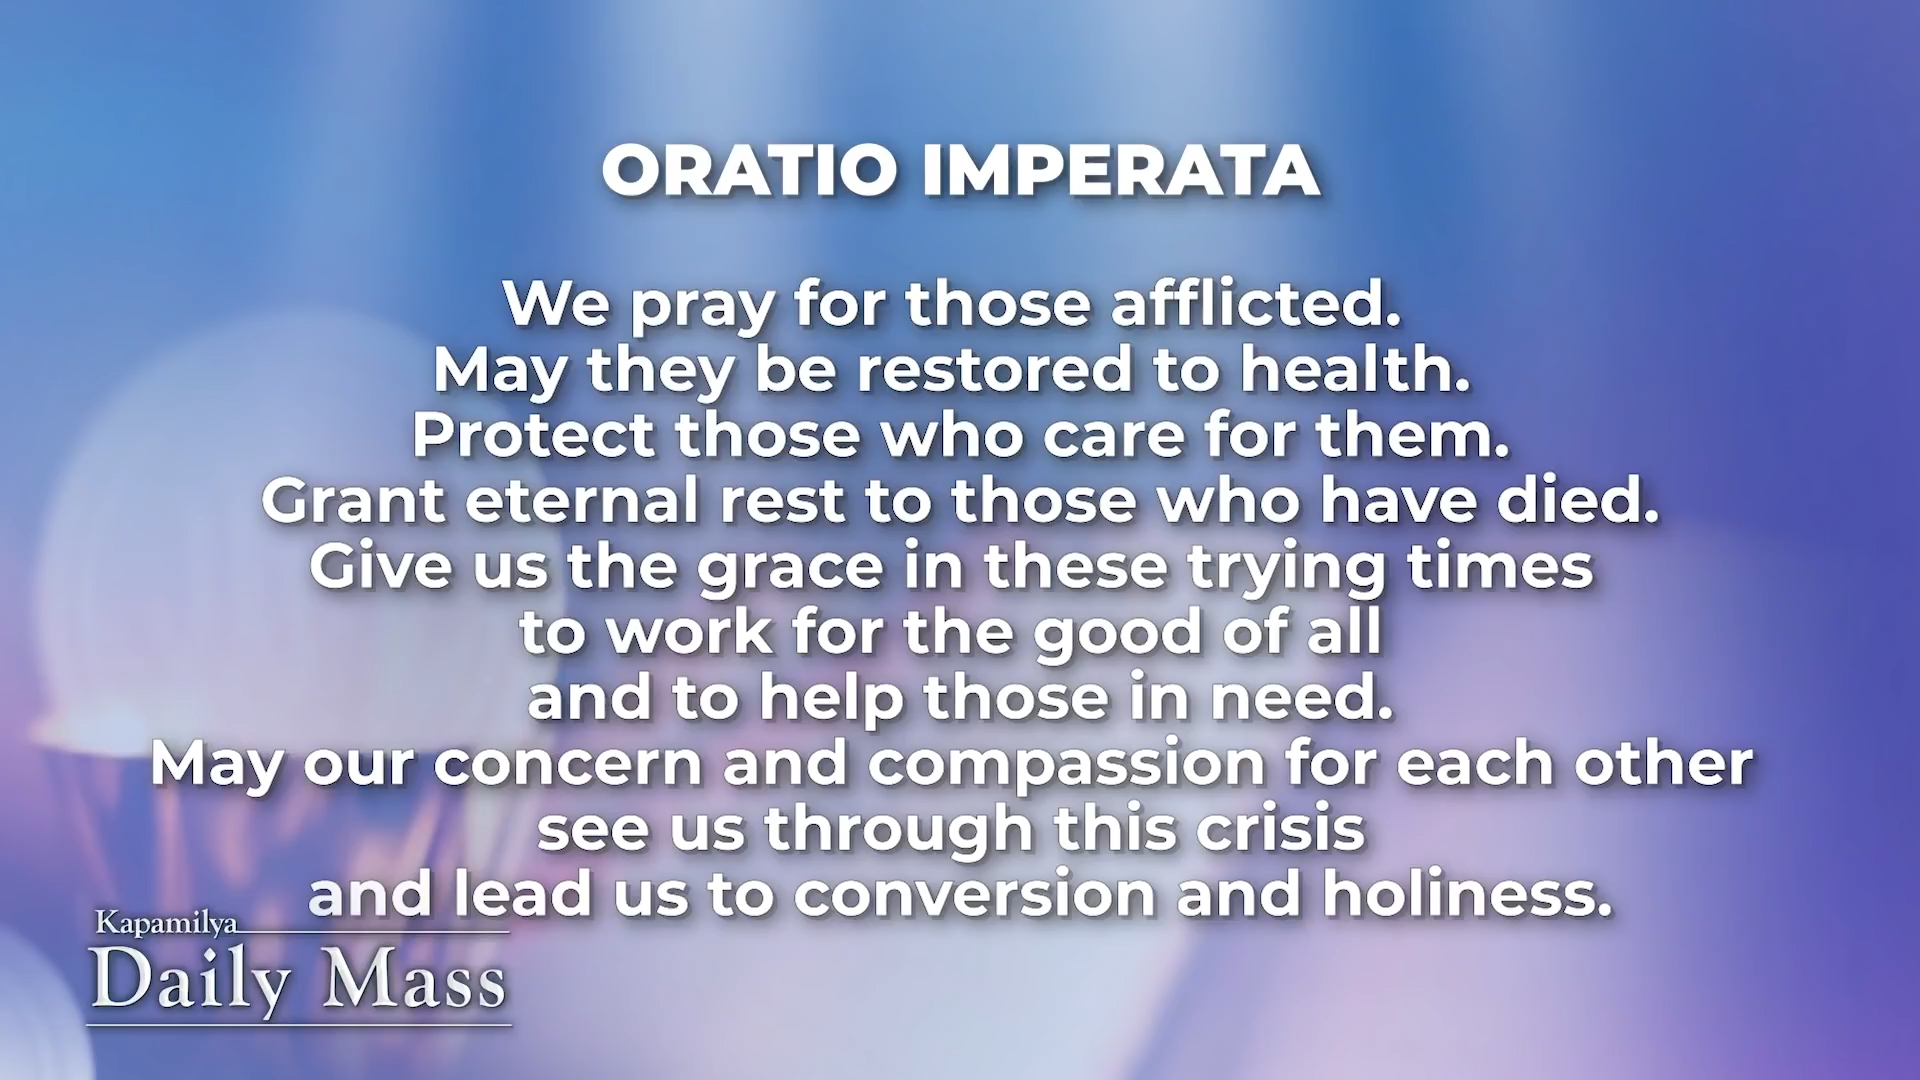 ORATIO IMPERATA
We pray for those afflicted.
May they be restored to health.
Protect those who care for them.
Grant eternal rest to those who have died.
Give us the grace in these trying times
to work for the good of all
and to help those in need.
May our concern and compassion for each other
see us through this crisis
and lead us to conversion and holiness.
Kapamilya
Daily Mass